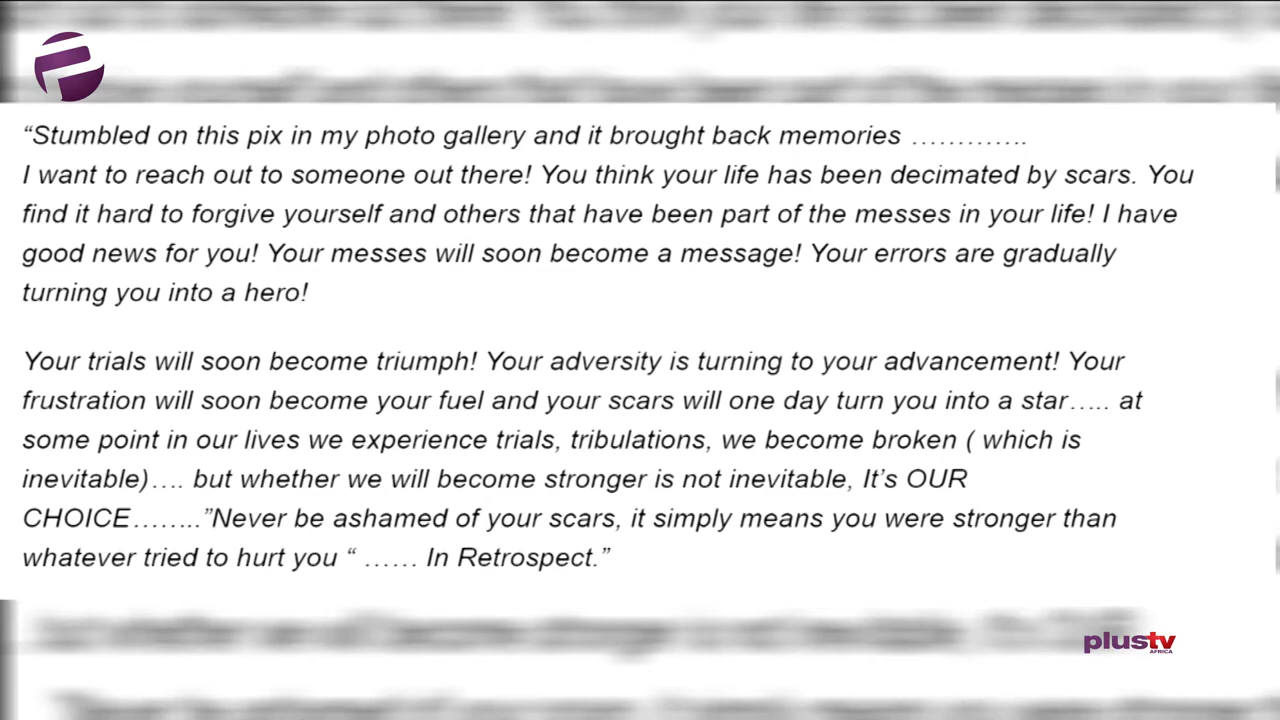 “Stumbled on this pix in my photo gallery and it brought back memories ………….
I want to reach out to someone out there! You think your life has been decimated by scars. You
find it hard to forgive yourself and others that have been part of the messes in your life! I have
good news for you! Your messes will soon become a message! Your errors are gradually
turning you into a hero!
Your trials will soon become triumph! Your adversity is turning to your advancement! Your
frustration will soon become your fuel and your scars will one day turn you into a star….. at
some point in our lives we experience trials, tribulations, we become broken ( which is
inevitable)…. but whether we will become stronger is not inevitable, It’s OUR
CHOICE……..”Never be ashamed of your scars, it simply means you were stronger than
whatever tried to hurt you “ …… In Retrospect.”
plustv
AFRICA